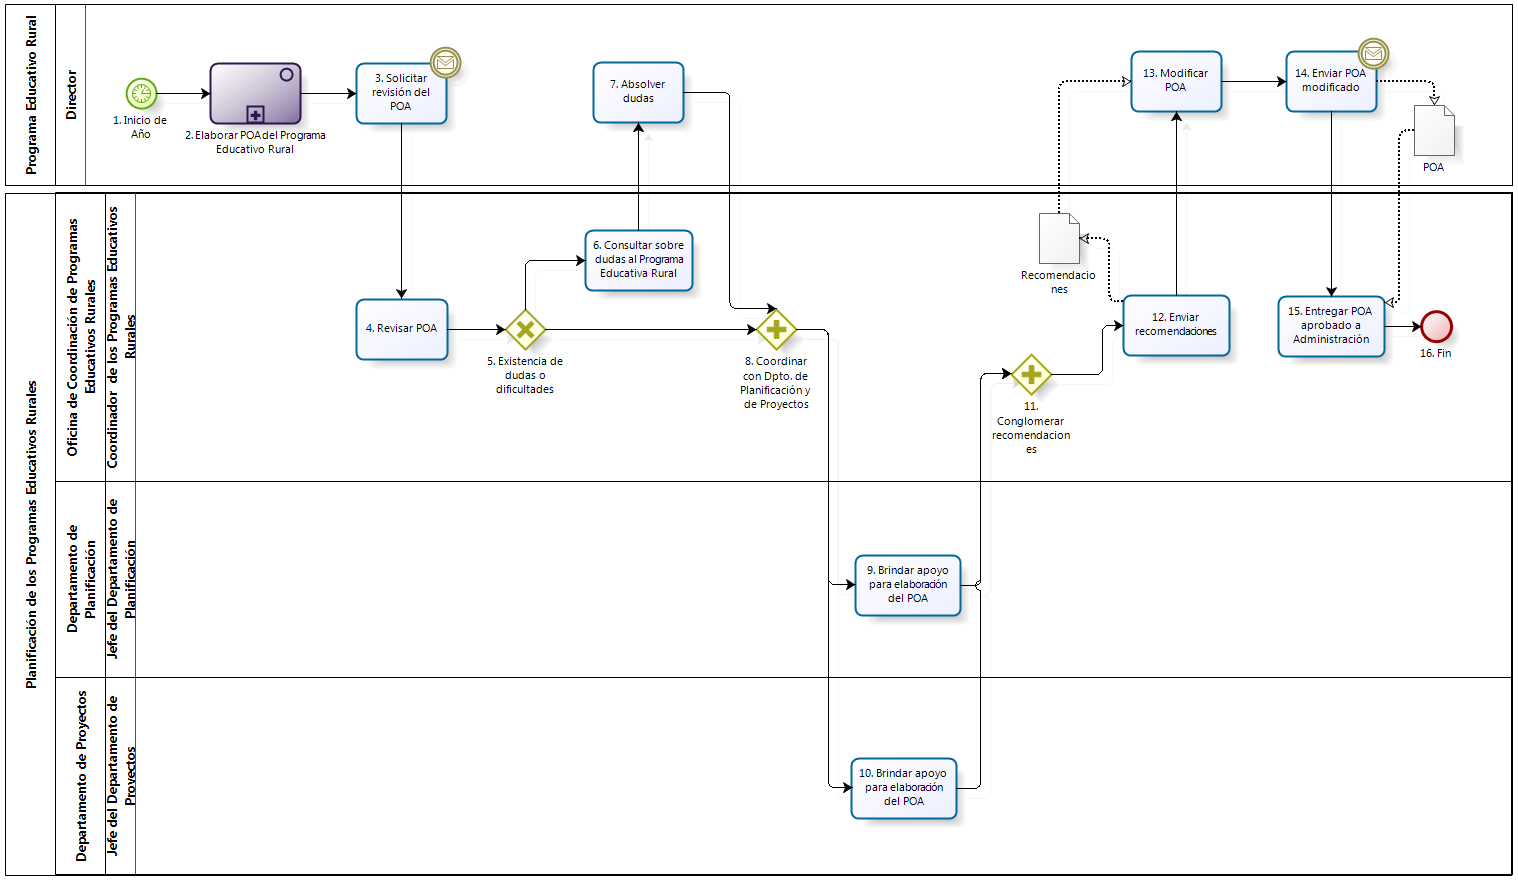 Programa Educativo Rural
Director
1. Inicio de
Año
2. Elaborar POA del Programa
Educativo Rural
3. Solicitar
revisión del
POA
7. Absolver
dudas
13. Modificar
POA
14. Enviar POA
modificado
POA
Planificación de los Programas Educativos Rurales
Oficina de Coordinación de Programas
Educativos Rurales
Coordinador de los Programas Educativos
Rurales
4. Revisar POA
5. Existencia de
dudas o
dificultades
6. Consultar sobre
dudas al Programa
Educativa Rural
8. Coordinar
con Dpto. de
Planificación y
de Proyectos
Recomendacio
nes
11.
Conglomerar
recomendacion
es
12. Enviar
recomendaciones
15. Entregar POA
aprobado a
Administración
16. Fin
Departamento de
Planificación
Jefe del Departamento de
Planificación
9. Brindar apoyo
para elaboración
del POA
Departamento de Proyectos
Jefe del Departamento de
Proyectos
10. Brindar apoyo
para elaboración
del POA